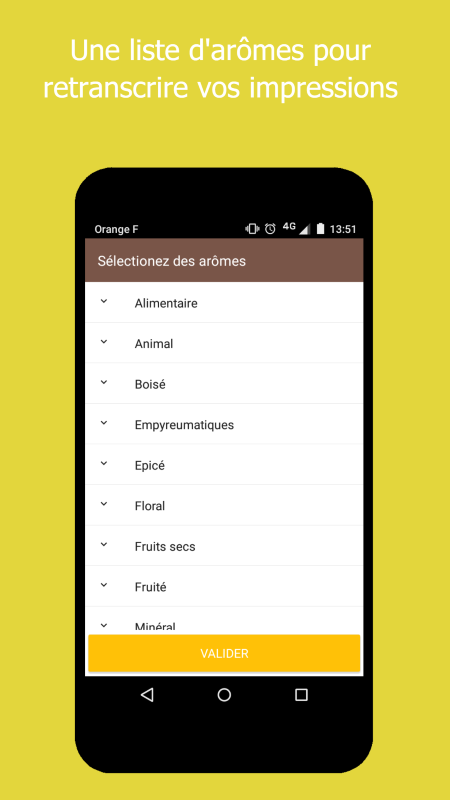 Une liste d'arômes pour
retranscrire vos impressions
Orange F 4G 13:51
Sélectionez des arômes
Alimentaire
Animal
Boisé
Empyreumatiques
Epicé
Floral
Fruits secs
Fruité
Minéral
VALIDER